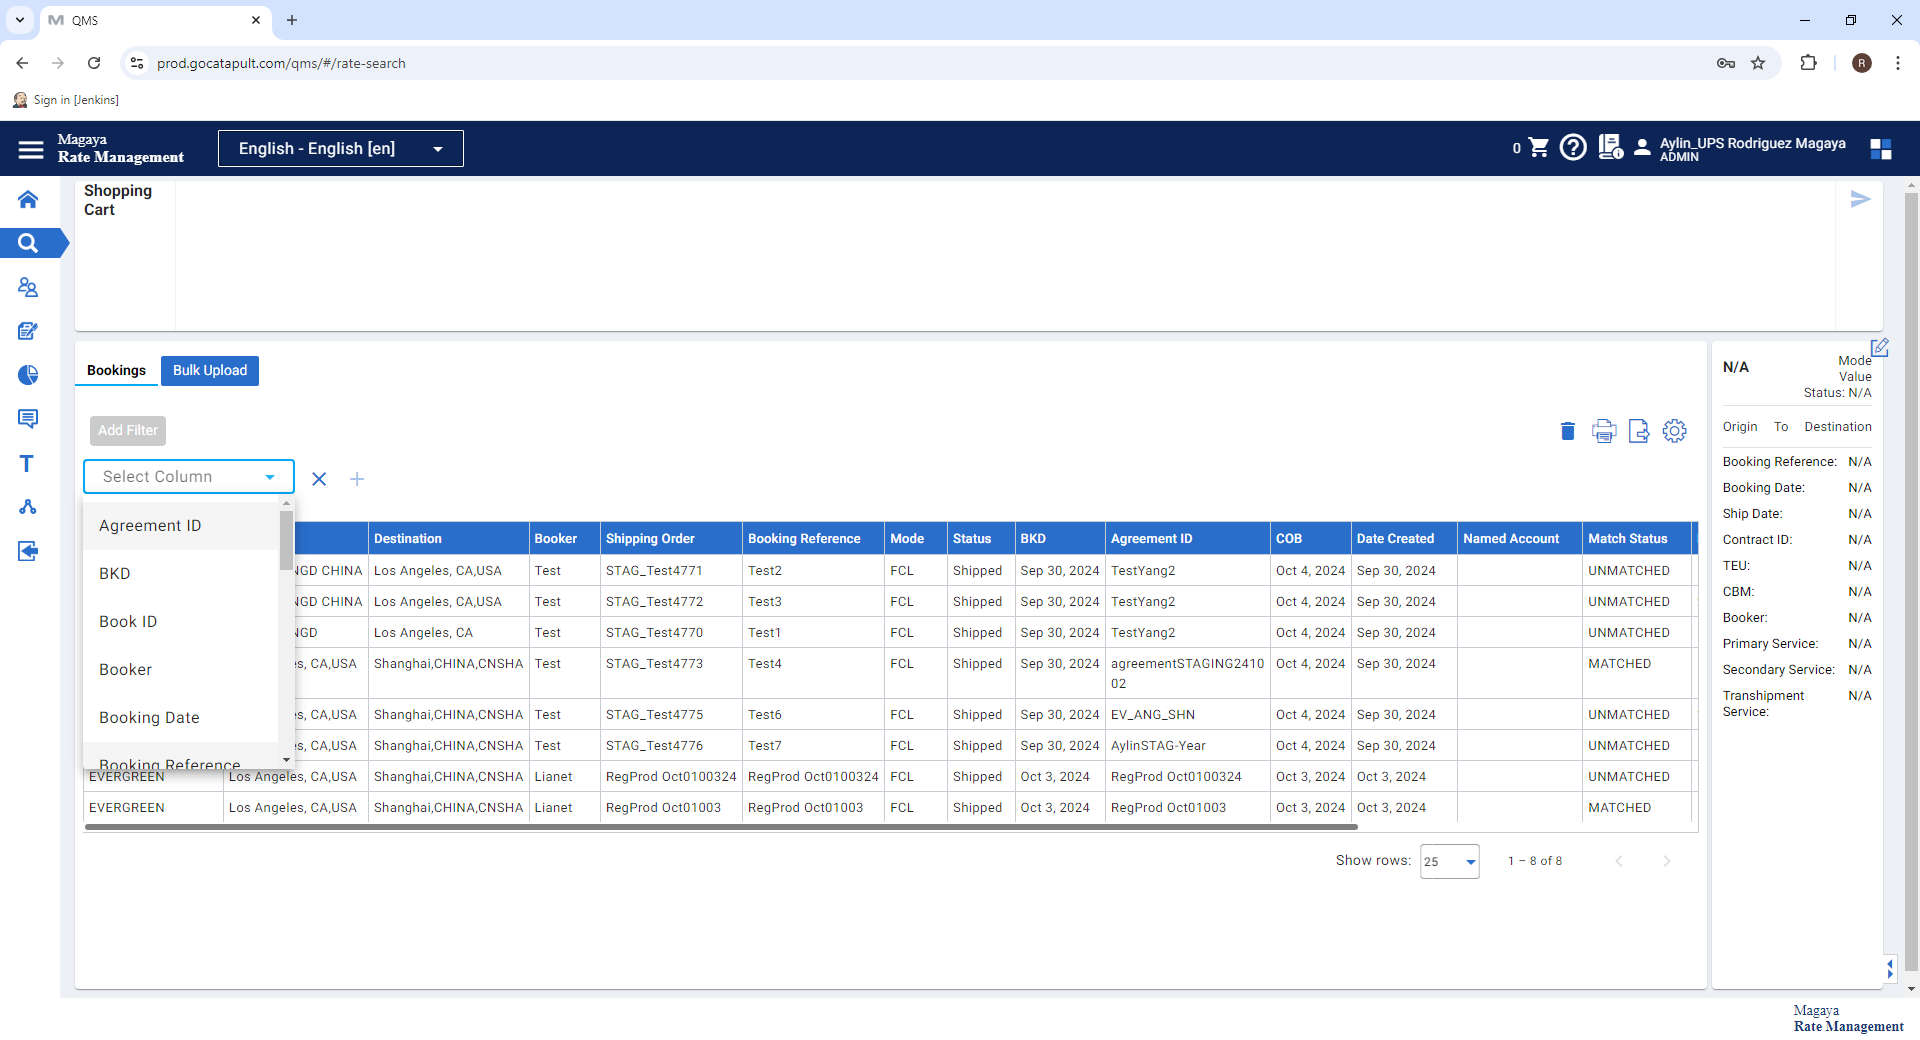 QMS
prod.gocatapult.com/qms/#/rate-search
R
Sign in [Jenkins]
Magaya
Rate Management
English - English [en]
0
Aylin_UPS Rodriguez Magaya
ADMIN
Shopping
Cart
Bookings
Bulk Upload
Add Filter
Select Column
Agreement ID
BKD
Book ID
Booker
Booking Date
Booking Reference
Destination Booker Shipping Order Booking Reference Mode Status BKD Agreement ID COB Date Created Named Account Match Status
NGD CHINA Los Angeles, CA,USA Test STAG_Test4771 Test2 FCL Shipped Sep 30, 2024 TestYang2 Oct 4, 2024 Sep 30, 2024 UNMATCHED
NGD CHINA Los Angeles, CA,USA Test STAG_Test4772 Test3 FCL Shipped Sep 30, 2024 TestYang2 Oct 4, 2024 Sep 30, 2024 UNMATCHED
NGD Los Angeles, CA Test STAG_Test4770 Test1 FCL Shipped Sep 30, 2024 TestYang2 Oct 4, 2024 Sep 30, 2024 UNMATCHED
es, CA,USA Shanghai,CHINA,CNSHA Test STAG_Test4773 Test4 FCL Shipped Sep 30, 2024 agreementSTAGING2410 Oct 4, 2024 Sep 30, 2024 MATCHED
02
es, CA,USA Shanghai,CHINA,CNSHA Test STAG_Test4775 Test6 FCL Shipped Sep 30, 2024 EV_ANG_SHN Oct 4, 2024 Sep 30, 2024 UNMATCHED
es, CA,USA Shanghai,CHINA,CNSHA Test STAG_Test4776 Test7 FCL Shipped Sep 30, 2024 AylinSTAG-Year Oct 4, 2024 Sep 30, 2024 UNMATCHED
EVERGREEN Los Angeles, CA,USA Shanghai,CHINA,CNSHA Lianet RegProd Oct0100324 RegProd Oct0100324 FCL Shipped Oct 3, 2024 RegProd Oct0100324 Oct 3, 2024 Oct 3, 2024 UNMATCHED
EVERGREEN Los Angeles, CA,USA Shanghai,CHINA,CNSHA Lianet RegProd Oct01003 RegProd Oct01003 FCL Shipped Oct 3, 2024 RegProd Oct01003 Oct 3, 2024 Oct 3, 2024 MATCHED
Show rows: 25 1 – 8 of 8
N/A
Mode
Value
Status: N/A
Origin To Destination
Booking Reference: N/A
Booking Date: N/A
Ship Date: N/A
Contract ID: N/A
TEU: N/A
CBM: N/A
Booker: N/A
Primary Service: N/A
Secondary Service: N/A
Transhipment N/A
Service:
Magaya
Rate Management